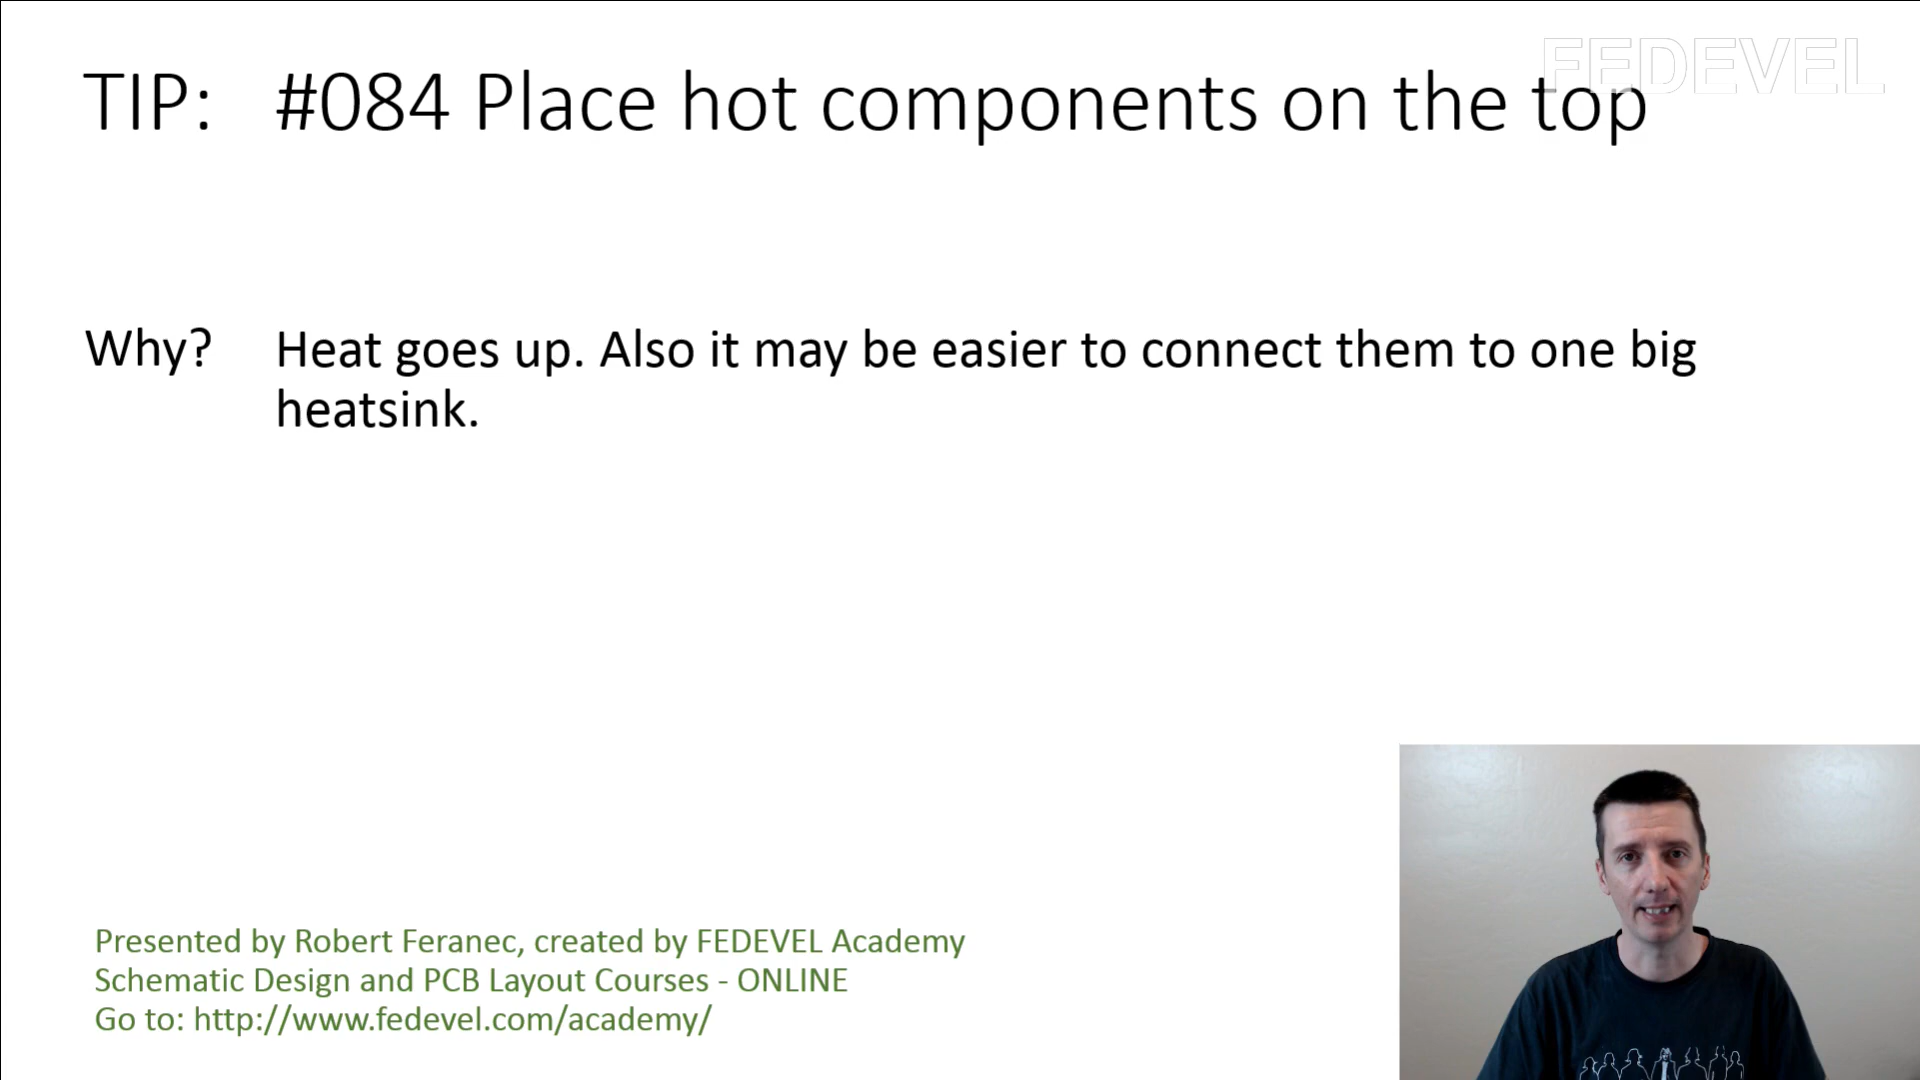 FEDEVEL
TIP: #084 Place hot components on the top
Why? Heat goes up. Also it may be easier to connect them to one big
heatsink.
Presented by Robert Feranec, created by FEDEVEL Academy
Schematic Design and PCB Layout Courses - ONLINE
Go to: http://www.fedevel.com/academy/